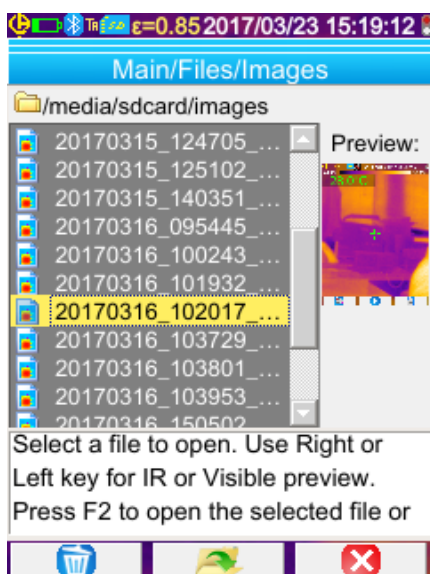 ε=0.85 2017/03/23 15:19:12
Main/Files/Images
/media/sdcard/images
20170315_124705_...
Preview:
20170315_125102_...
20170315_140351_...
20170316_095445_...
20170316_100243_...
20170316_101932_...
20170316_102017_...
20170316_103729_...
20170316_103801_...
20170316_103953_...
20170316_150502
Select a file to open. Use Right or
Left key for IR or Visible preview.
Press F2 to open the selected file or